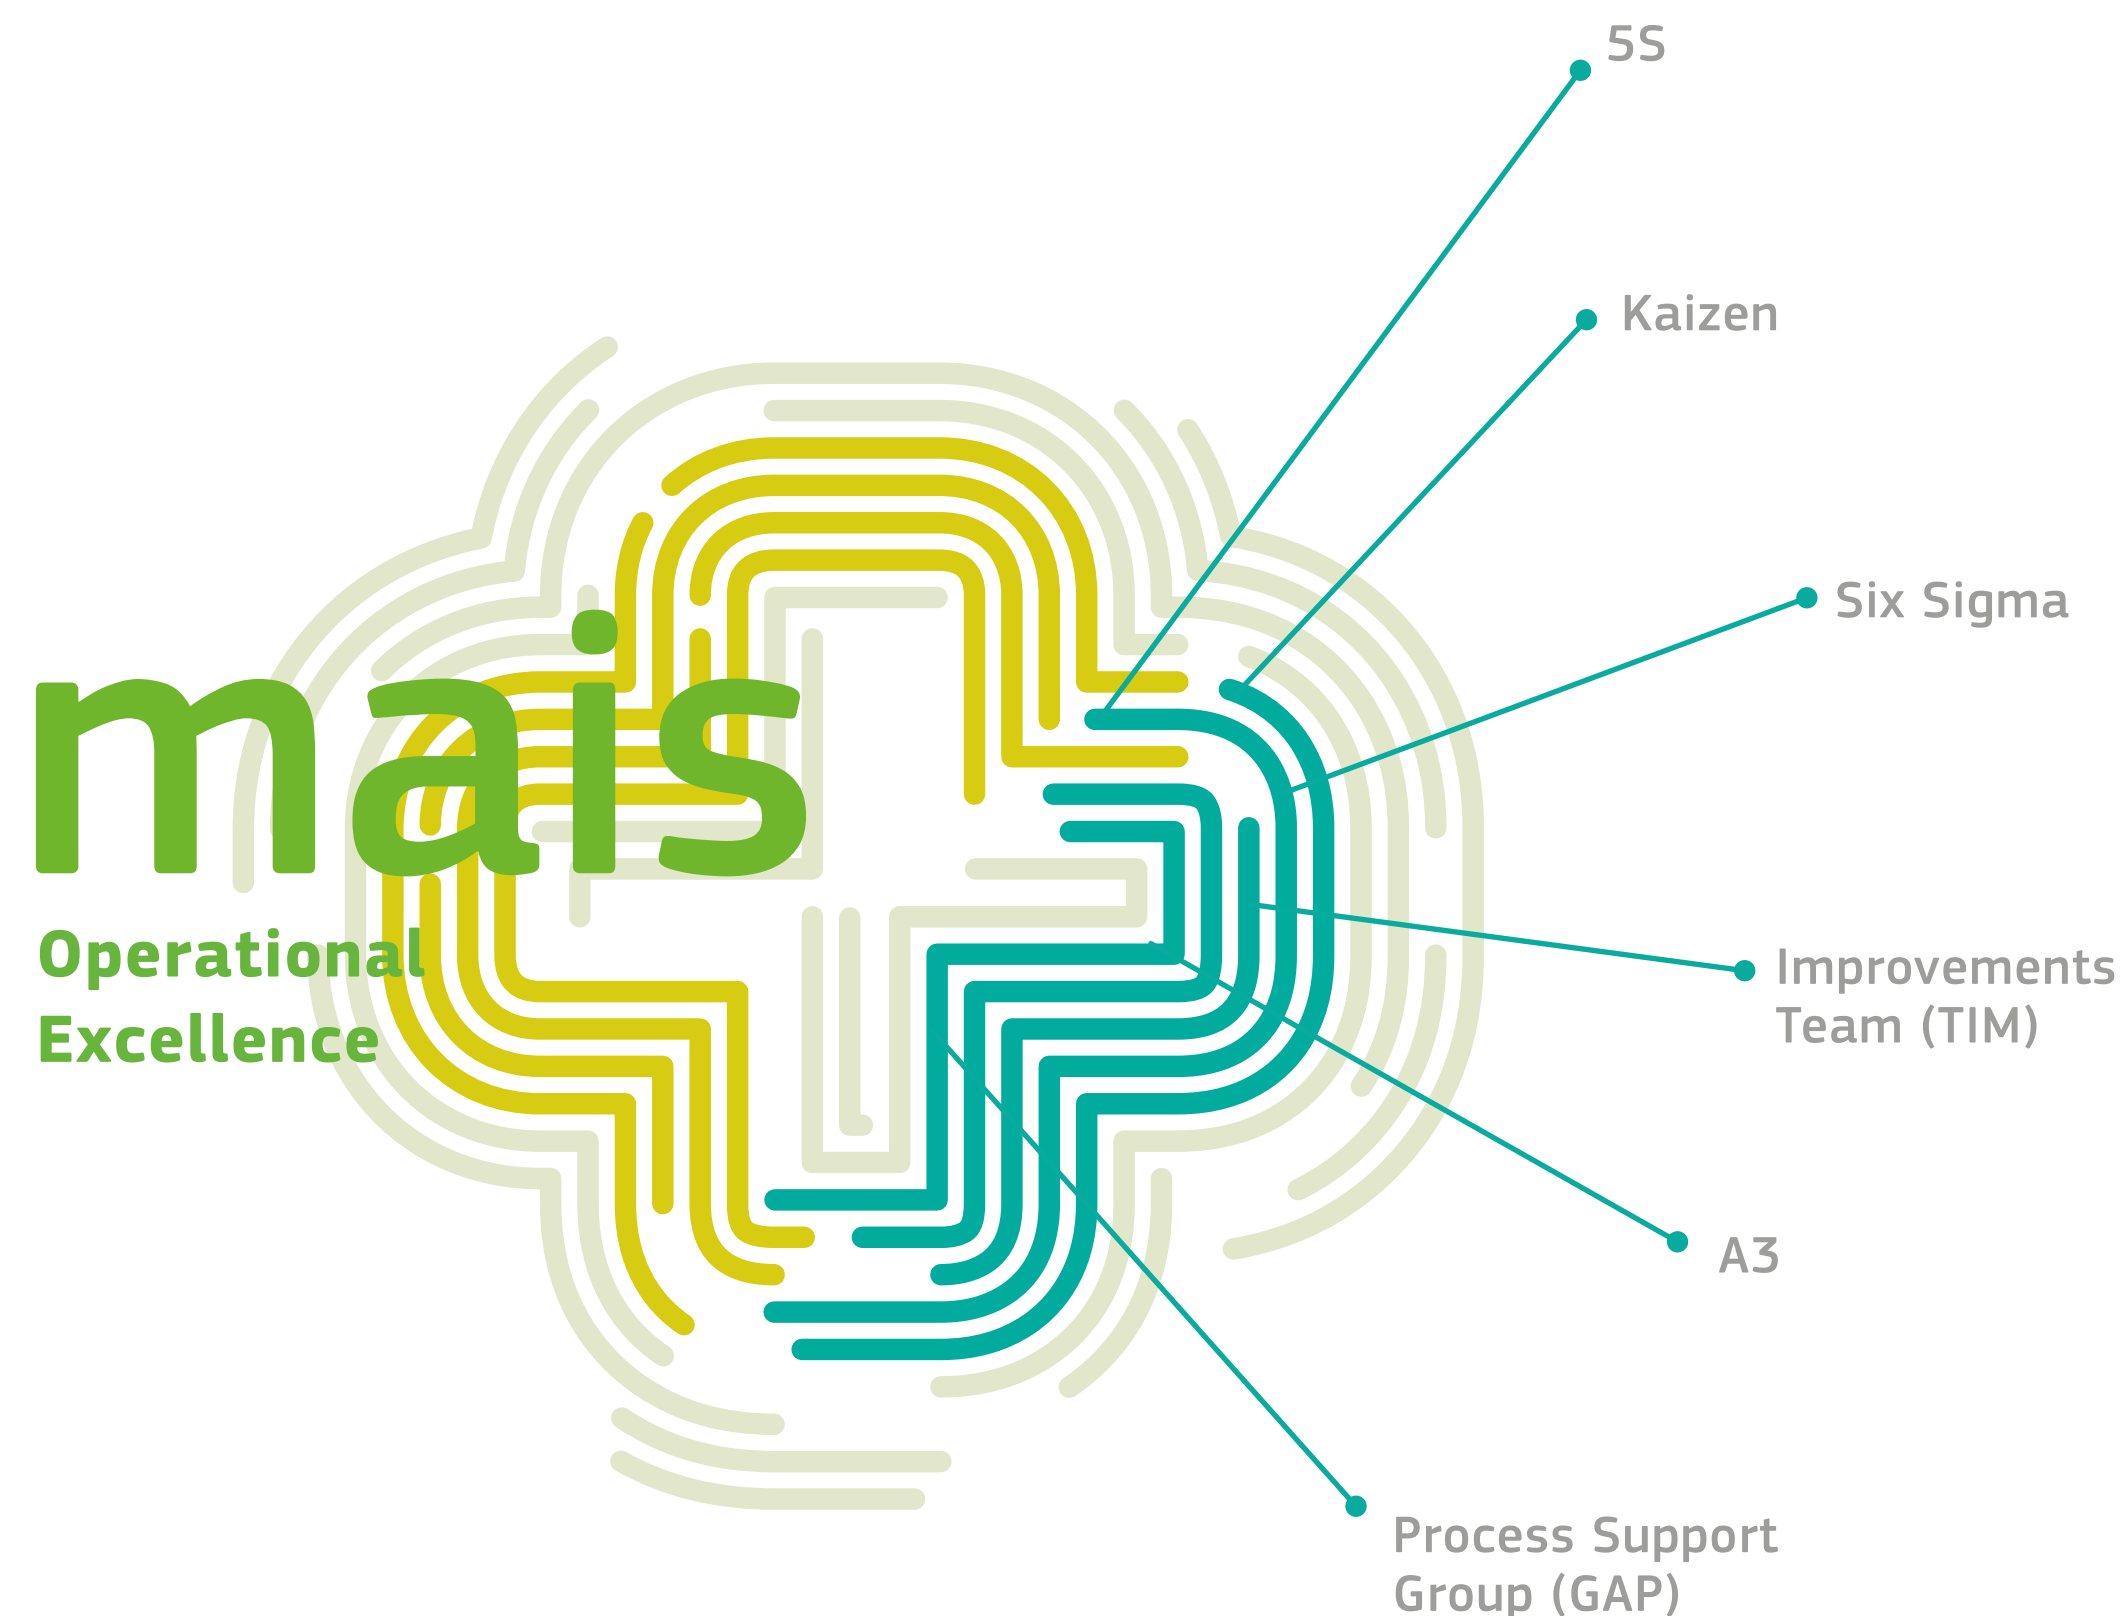 5S
Kaizen
Six Sigma
mais
Operational
Excellence
Improvements
Team (TIM)
A3
Process Support
Group (GAP)